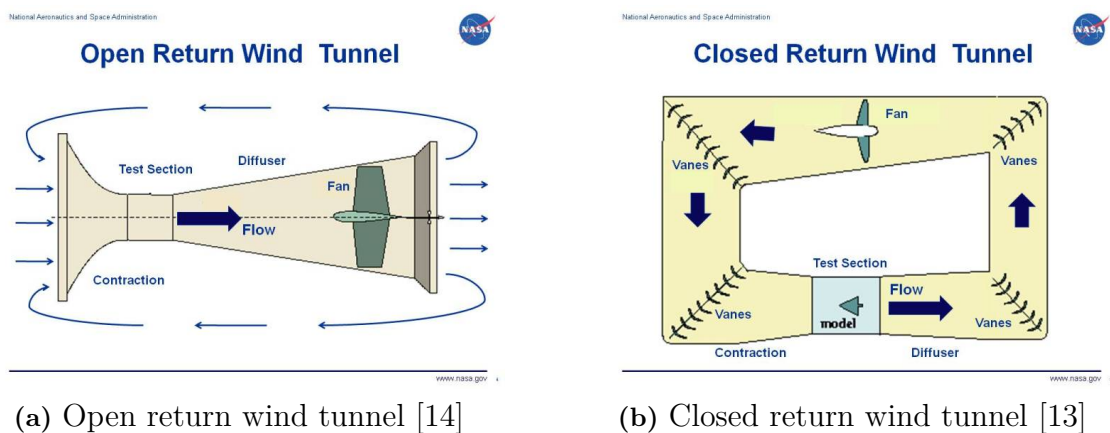 National Aeronautics and Space Administration
NASA
Open Return Wind Tunnel
Test Section
Diffuser
Fan
Flow
Contraction
www.nasa.gov
(a) Open return wind tunnel [14]
National Aeronautics and Space Administration
NASA
Closed Return Wind Tunnel
Fan
Vanes
Vanes
Test Section
Flow
model
Vanes
Vanes
Contraction
Diffuser
www.nasa.gov
(b) Closed return wind tunnel [13]